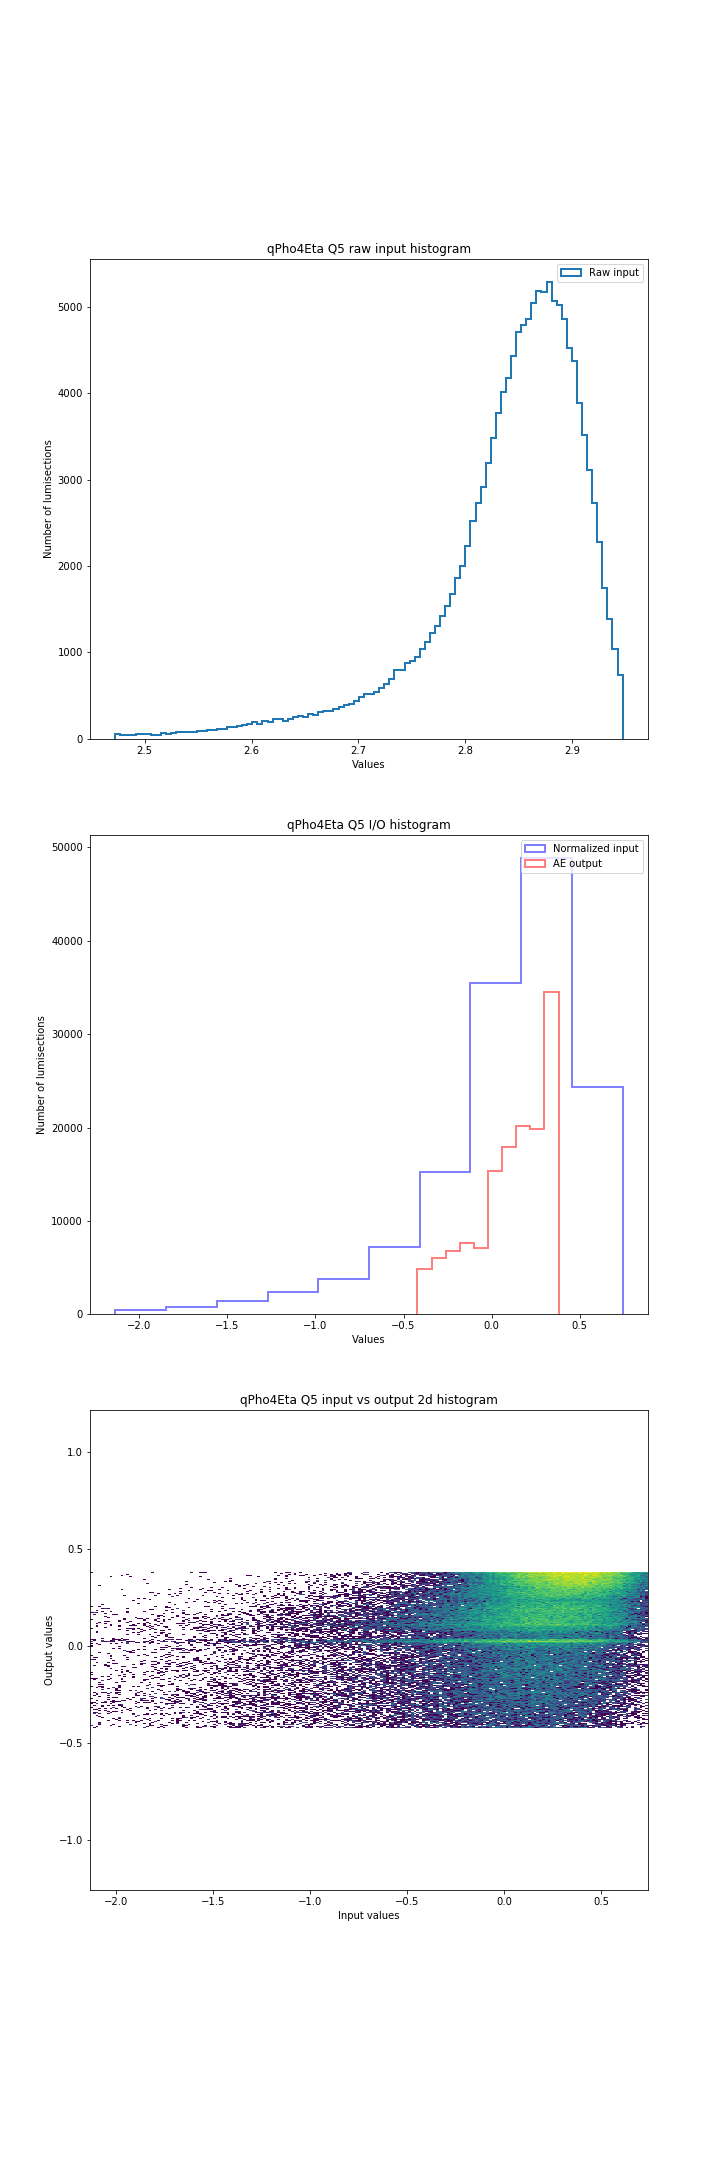 qPho4Eta Q5 raw input histogram
Raw input
5000
4000
3000
2000
1000
0
Number of lumisections
2.5 2.6 2.7 2.8 2.9
Values
qPho4Eta Q5 I/O histogram
Normalized input
AE output
50000
40000
30000
20000
10000
0
Number of lumisections
−2.0 −1.5 −1.0 −0.5 0.0 0.5
Values
qPho4Eta Q5 input vs output 2d histogram
1.0
0.5
0.0
−0.5
−1.0
Output values
−2.0 −1.5 −1.0 −0.5 0.0 0.5
Input values